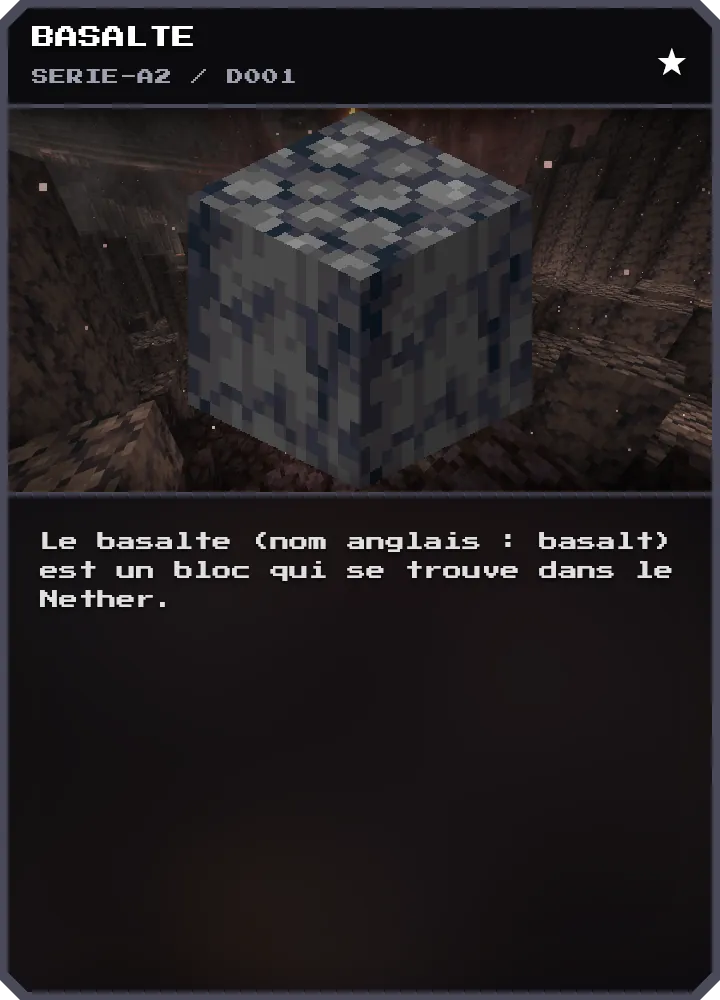 BASALTE
SERIE-A2 / D001
Le basalte (nom anglais : basalt)
est un bloc qui se trouve dans le
Nether.